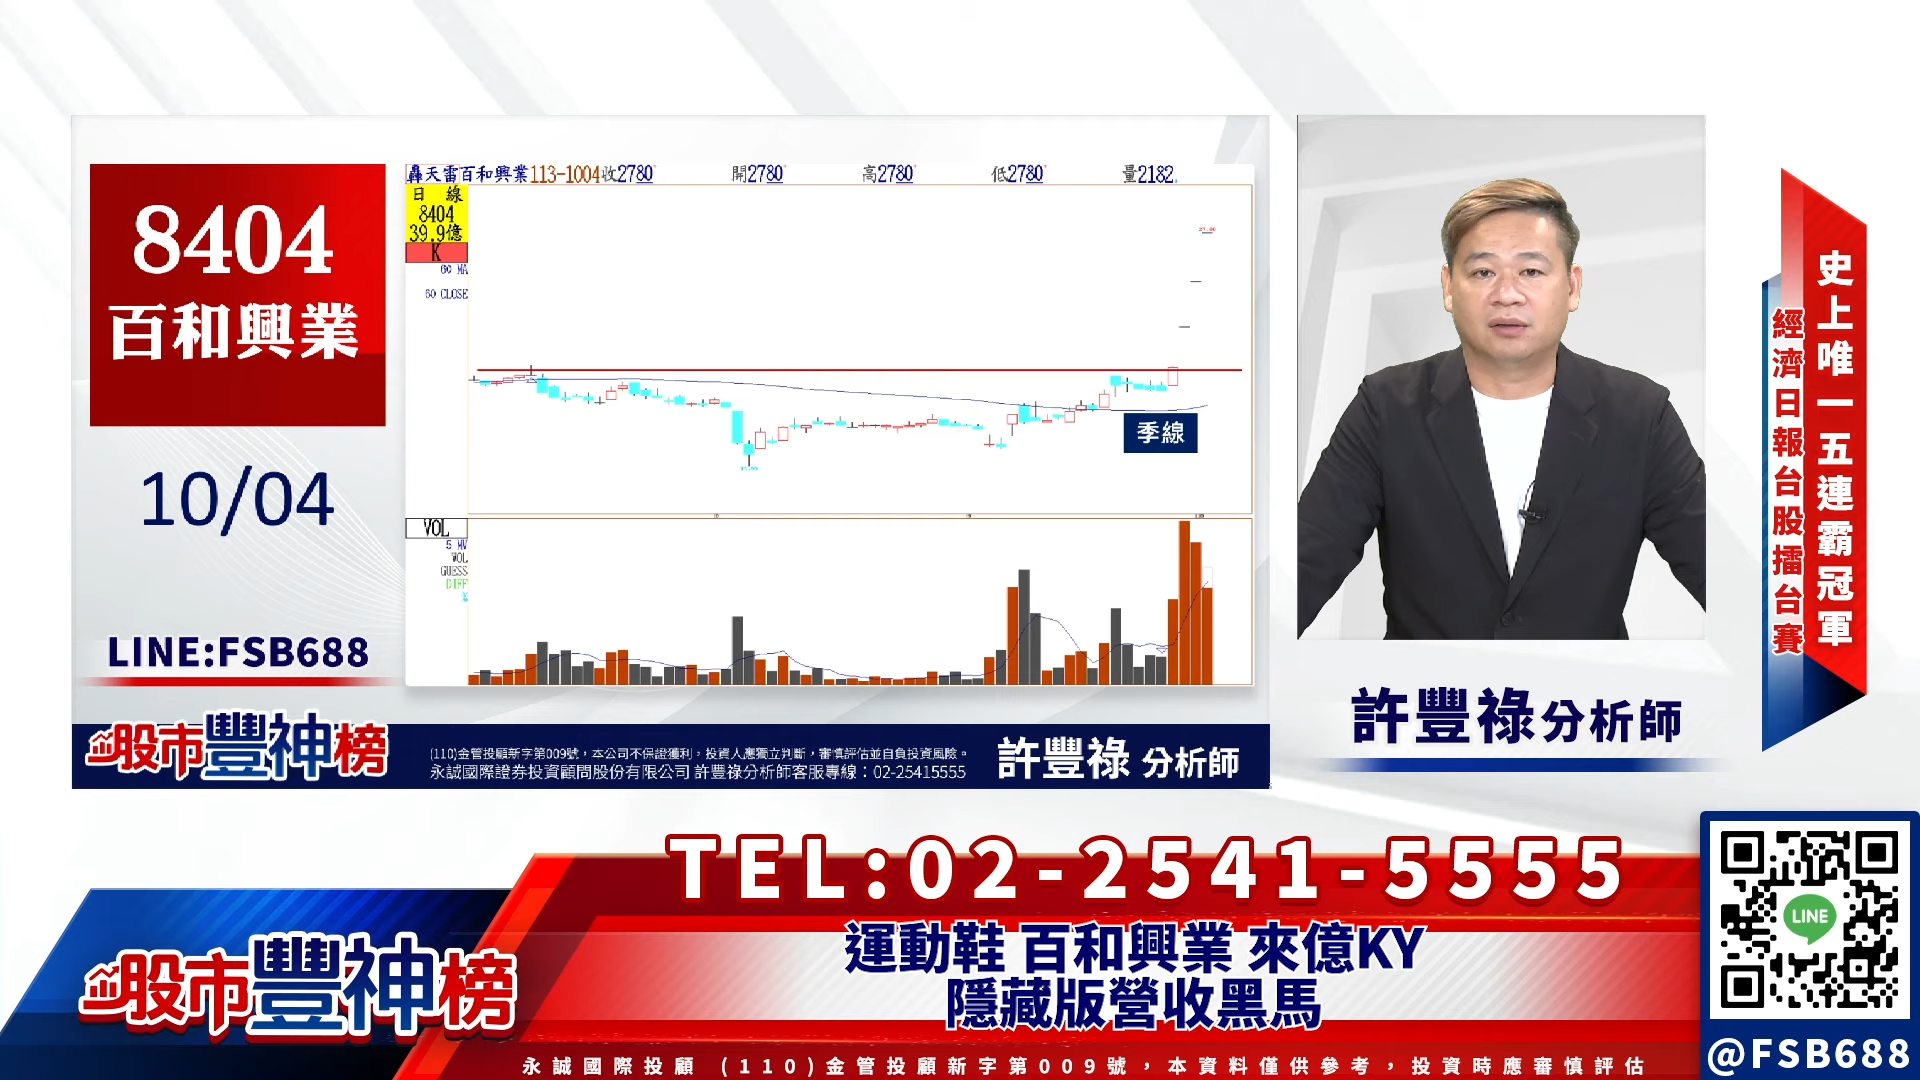 8404
百和興業
10/04
LINE:FSB688
轟天雷百和興業113-1004收2780 開2780 高2780 低2780 量2182
日 線
8404
39.9億
K
60 MA
60 CLOSE
季線
VOL
5 MV
VOL
GUESS
DIFF
股市豐神榜
(110)金管投顧新字第009號，本公司不保證獲利，投資人應獨立判斷，審慎評估並自負投資風險。
永誠國際證券投資顧問股份有限公司 許豐祿分析師客服專線：02-25415555
許豐祿 分析師
許豐祿分析師
史上唯一五連霸冠軍
經濟日報台股擂台賽
TEL:02-2541-5555
運動鞋 百和興業 來億KY
隱藏版營收黑馬
股市豐神榜
永誠國際投顧 (110)金管投顧新字第009號，本資料僅供參考，投資時應審慎評估
LINE
@FSB688